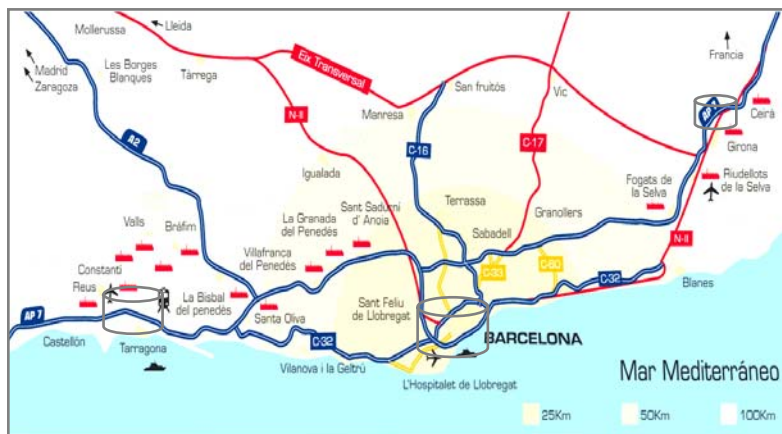 Mollerussa
Lleida
Francia
Madrid
Zaragoza
Les Borges
Blanques
Tàrrega
Eix Transversal
San fruitós
Vic
AP
Ceirà
Manresa
N-II
C-16
C-17
Girona
A2
Igualada
Riudellots
de la Selva
Fogats de
la Selva
Terrassa
Granollers
Sant Sadurní
d' Anoia
La Granada
del Penedès
Valls
Bràfim
Sabadell
Villafranca
del Penedès
N-II
C-33
C-60
C-32
Blanes
Constantí
Reus
La Bisbal
del penedès
Santa Oliva
Sant Feliu
de Llobregat
AP 7
Castellón
Tarragona
C-32
BARCELONA
Vilanova i la Geltrú
L'Hospitalet de Llobregat
Mar Mediterráneo
25Km
50Km
100Km